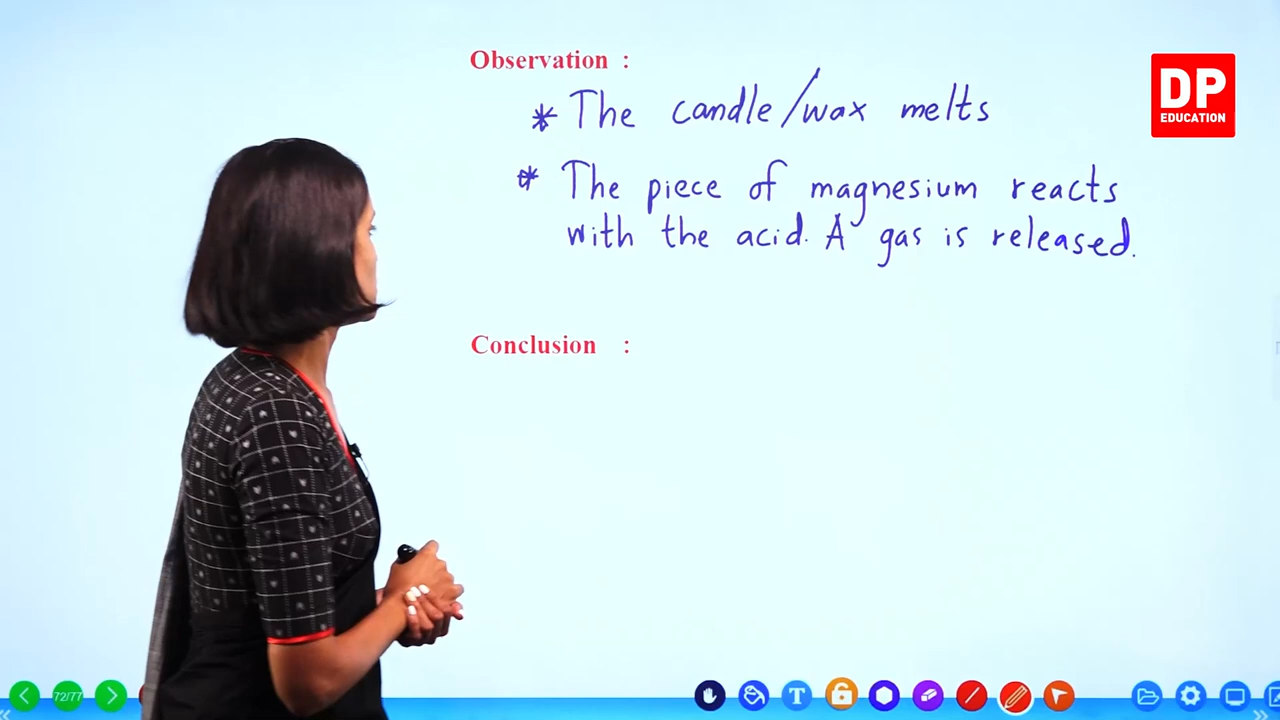 Observation :
DP
EDUCATION
* The candle/wax melts
* The piece of magnesium reacts
with the acid. A gas is released.
Conclusion :
72/77
T